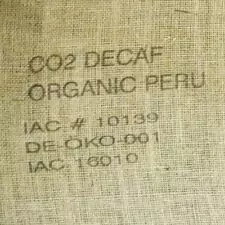 CO2 DECAF
ORGANIC PERU
IAC # 10139
DE-ÖKO-001
IAC 16010